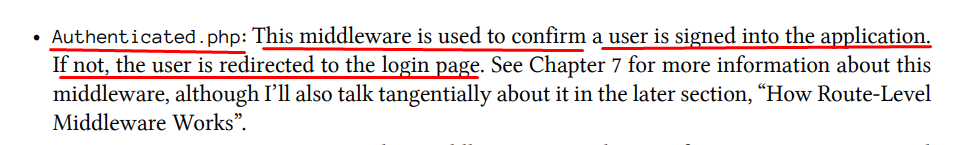 • Authenticated.php: This middleware is used to confirm a user is signed into the application.
If not, the user is redirected to the login page. See Chapter 7 for more information about this
middleware, although I’ll also talk tangentially about it in the later section, “How Route-Level
Middleware Works”.